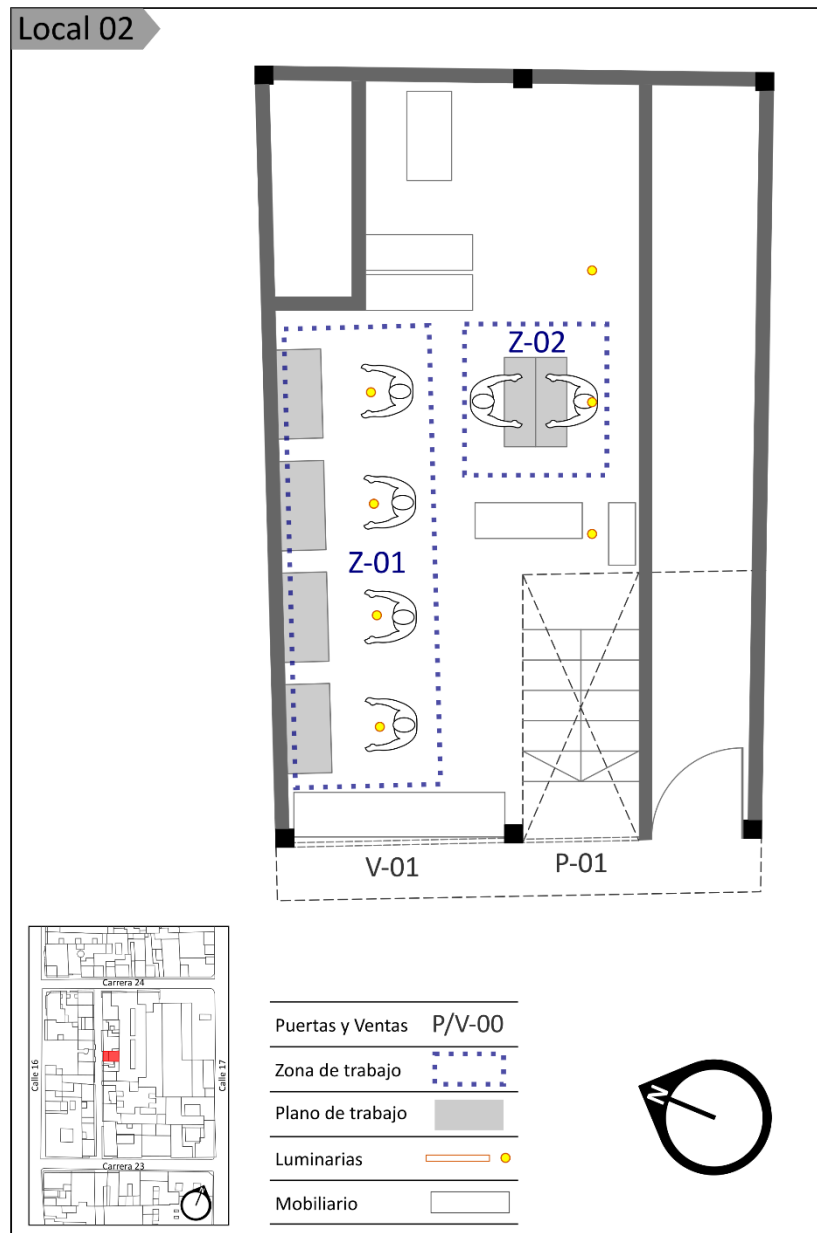 Local 02
Z-02
Z-01
V-01
P-01
Carrera 24
Calle 16
Calle 17
Carrera 23
N
Puertas y Ventas P/V-00
Zona de trabajo
Plano de trabajo
Luminarias
Mobiliario
N